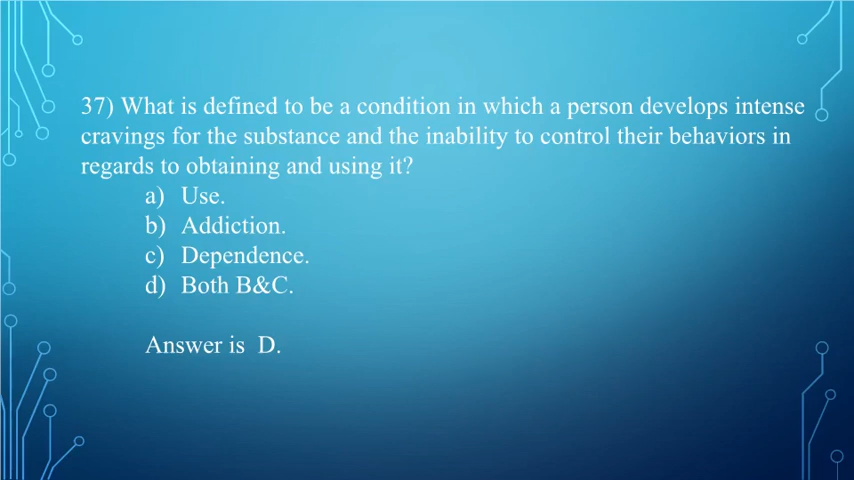 37) What is defined to be a condition in which a person develops intense
cravings for the substance and the inability to control their behaviors in
regards to obtaining and using it?
a) Use.
b) Addiction.
c) Dependence.
d) Both B&C.
Answer is D.